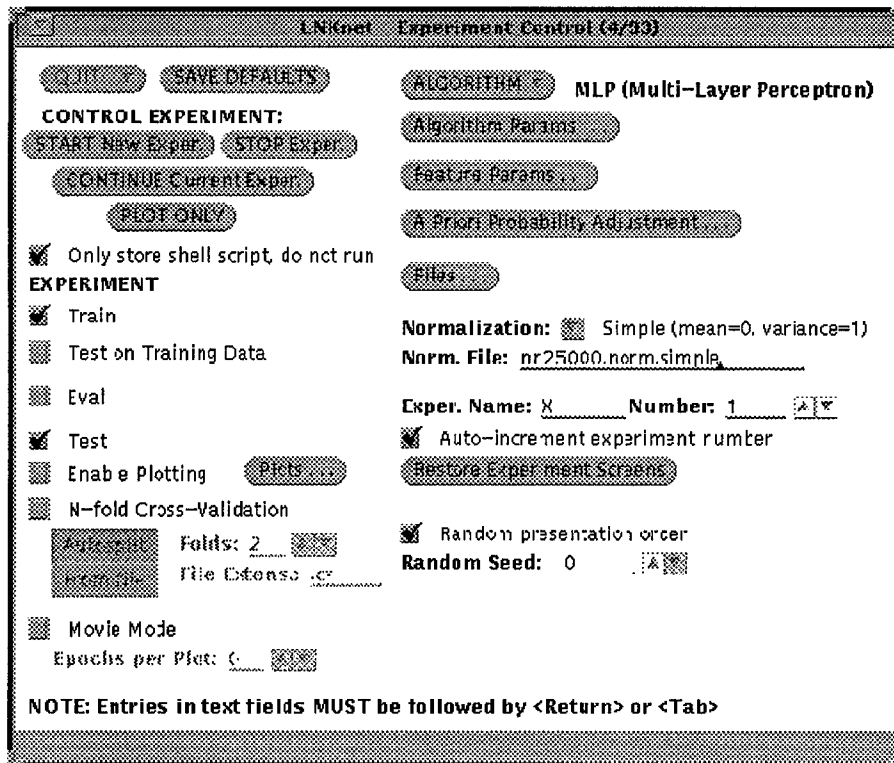 LNKnet Experiment Control (4/93)
QUIT SAVE DEFAULTS
CONTROL EXPERIMENT:
START New Exper. STOP Exper.
CONTINUE Current Exper.
PLOT ONLY
Only store shell script, do not run
EXPERIMENT
Train
Test on Training Data
Eval
Test
Enable Plotting Plots...
N-fold Cross-Validation
Folds: 2
File Extens: .cv
Movie Mode
Epochs per Plot:
ALGORITHM MLP (Multi-Layer Perceptron)
Algorithm Params...
Feature Params...
A Priori Probability Adjustment...
Files...
Normalization: Simple (mean=0, variance=1)
Norm. File: nr25000.norm.simple
Exper. Name: X Number: 1
Auto-increment experiment number
Restore Experiment Screens
Random presentation order
Random Seed: 0
NOTE: Entries in text fields MUST be followed by <Return> or <Tab>